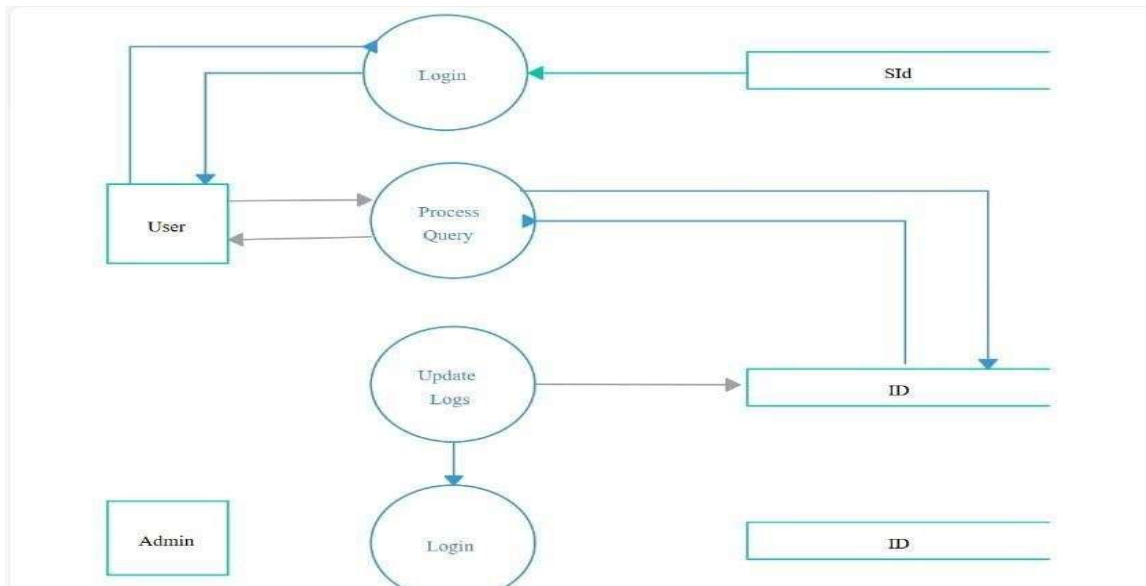 Login
SId
User
Process
Query
Update
Logs
ID
Admin
Login
ID